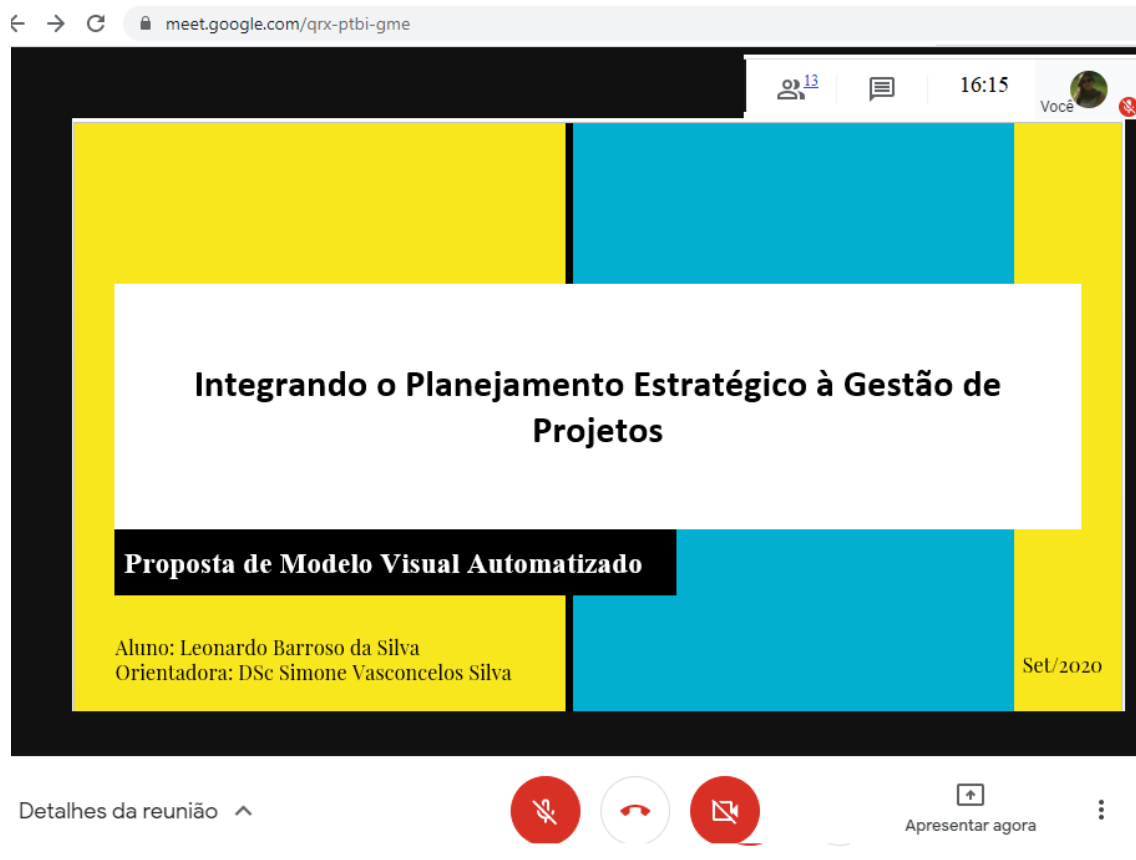 meet.google.com/qrx-ptbi-gme
13
16:15
Você
Integrando o Planejamento Estratégico à Gestão de
Projetos
Proposta de Modelo Visual Automatizado
Aluno: Leonardo Barroso da Silva
Orientadora: DSc Simone Vasconcelos Silva
Set/2020
Detalhes da reunião
Apresentar agora